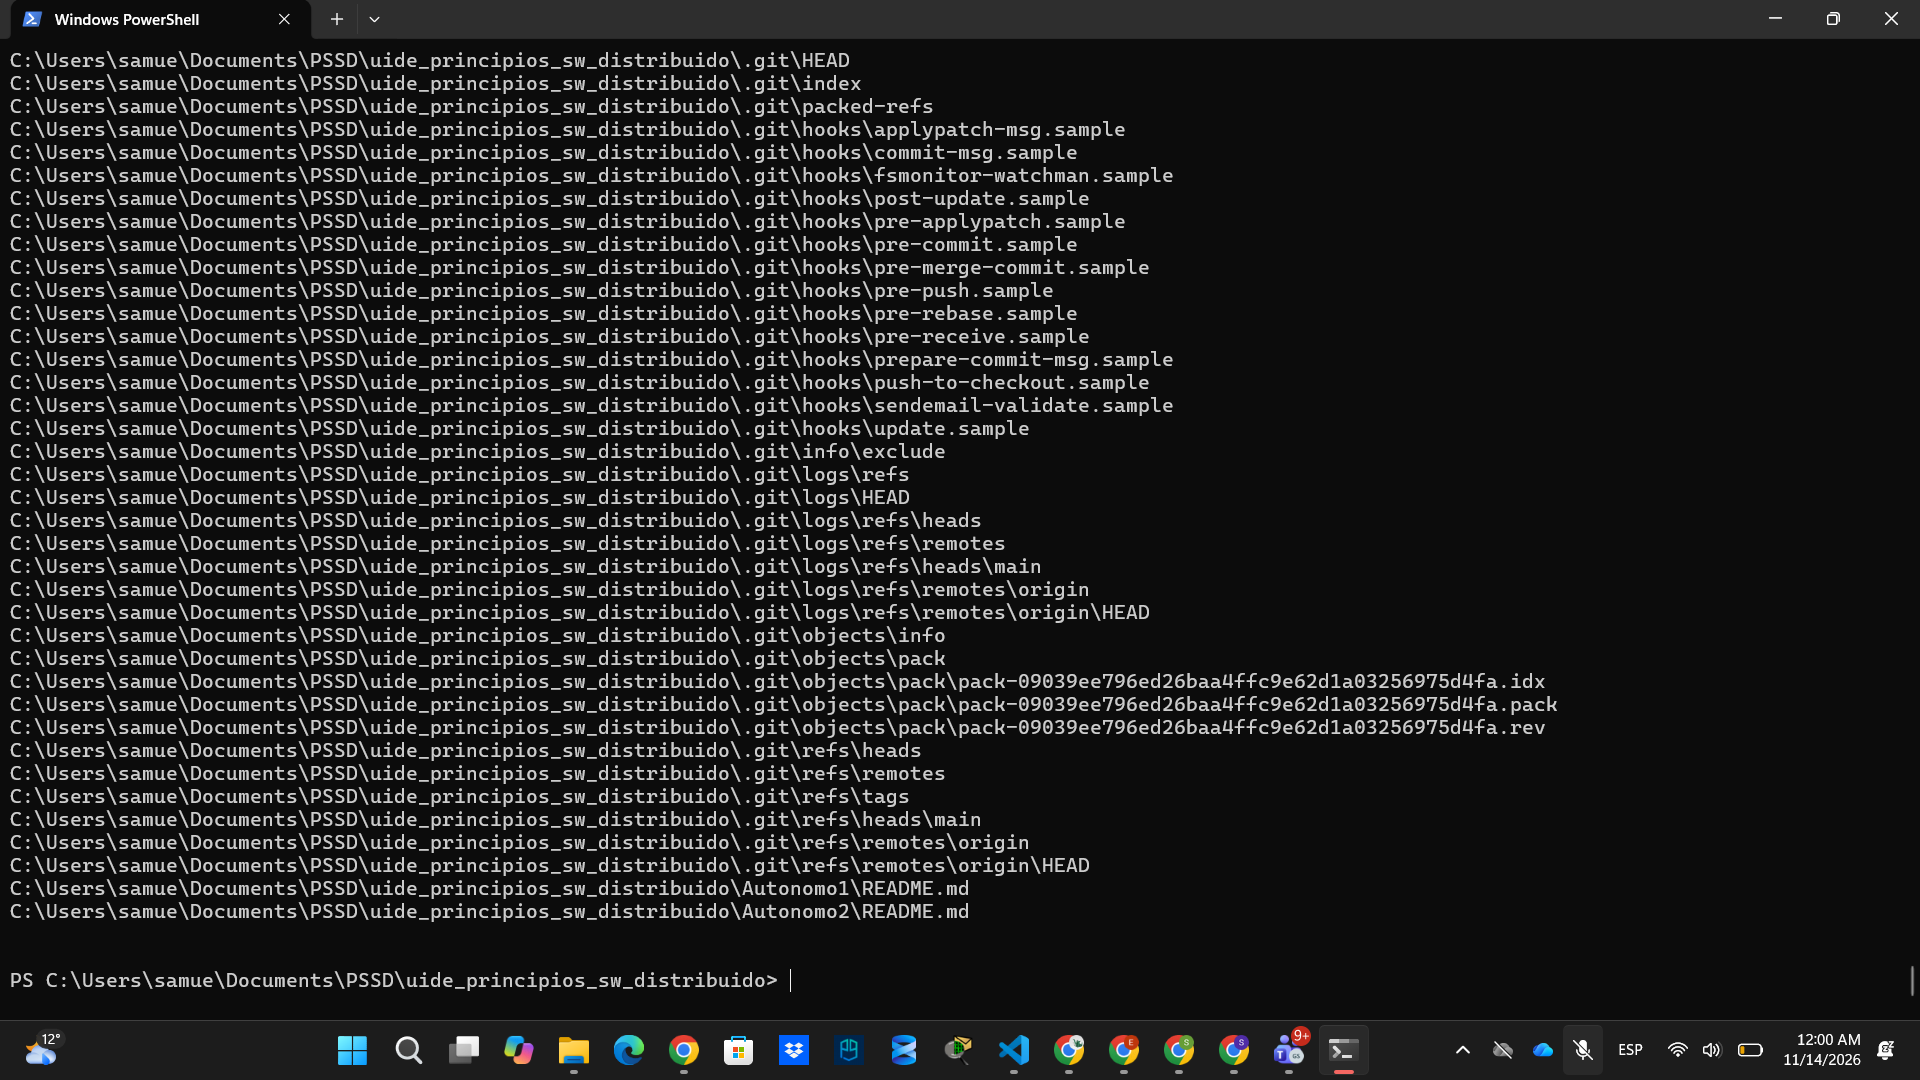 Windows PowerShell
C:\Users\samue\Documents\PSSD\uide_principios_sw_distribuido\.git\HEAD
C:\Users\samue\Documents\PSSD\uide_principios_sw_distribuido\.git\index
C:\Users\samue\Documents\PSSD\uide_principios_sw_distribuido\.git\packed-refs
C:\Users\samue\Documents\PSSD\uide_principios_sw_distribuido\.git\hooks\applypatch-msg.sample
C:\Users\samue\Documents\PSSD\uide_principios_sw_distribuido\.git\hooks\commit-msg.sample
C:\Users\samue\Documents\PSSD\uide_principios_sw_distribuido\.git\hooks\fsmonitor-watchman.sample
C:\Users\samue\Documents\PSSD\uide_principios_sw_distribuido\.git\hooks\post-update.sample
C:\Users\samue\Documents\PSSD\uide_principios_sw_distribuido\.git\hooks\pre-applypatch.sample
C:\Users\samue\Documents\PSSD\uide_principios_sw_distribuido\.git\hooks\pre-commit.sample
C:\Users\samue\Documents\PSSD\uide_principios_sw_distribuido\.git\hooks\pre-merge-commit.sample
C:\Users\samue\Documents\PSSD\uide_principios_sw_distribuido\.git\hooks\pre-push.sample
C:\Users\samue\Documents\PSSD\uide_principios_sw_distribuido\.git\hooks\pre-rebase.sample
C:\Users\samue\Documents\PSSD\uide_principios_sw_distribuido\.git\hooks\pre-receive.sample
C:\Users\samue\Documents\PSSD\uide_principios_sw_distribuido\.git\hooks\prepare-commit-msg.sample
C:\Users\samue\Documents\PSSD\uide_principios_sw_distribuido\.git\hooks\push-to-checkout.sample
C:\Users\samue\Documents\PSSD\uide_principios_sw_distribuido\.git\hooks\sendemail-validate.sample
C:\Users\samue\Documents\PSSD\uide_principios_sw_distribuido\.git\hooks\update.sample
C:\Users\samue\Documents\PSSD\uide_principios_sw_distribuido\.git\info\exclude
C:\Users\samue\Documents\PSSD\uide_principios_sw_distribuido\.git\logs\refs
C:\Users\samue\Documents\PSSD\uide_principios_sw_distribuido\.git\logs\HEAD
C:\Users\samue\Documents\PSSD\uide_principios_sw_distribuido\.git\logs\refs\heads
C:\Users\samue\Documents\PSSD\uide_principios_sw_distribuido\.git\logs\refs\remotes
C:\Users\samue\Documents\PSSD\uide_principios_sw_distribuido\.git\logs\refs\heads\main
C:\Users\samue\Documents\PSSD\uide_principios_sw_distribuido\.git\logs\refs\remotes\origin
C:\Users\samue\Documents\PSSD\uide_principios_sw_distribuido\.git\logs\refs\remotes\origin\HEAD
C:\Users\samue\Documents\PSSD\uide_principios_sw_distribuido\.git\objects\info
C:\Users\samue\Documents\PSSD\uide_principios_sw_distribuido\.git\objects\pack
C:\Users\samue\Documents\PSSD\uide_principios_sw_distribuido\.git\objects\pack\pack-09039ee796ed26baa4ffc9e62d1a03256975d4fa.idx
C:\Users\samue\Documents\PSSD\uide_principios_sw_distribuido\.git\objects\pack\pack-09039ee796ed26baa4ffc9e62d1a03256975d4fa.pack
C:\Users\samue\Documents\PSSD\uide_principios_sw_distribuido\.git\objects\pack\pack-09039ee796ed26baa4ffc9e62d1a03256975d4fa.rev
C:\Users\samue\Documents\PSSD\uide_principios_sw_distribuido\.git\refs\heads
C:\Users\samue\Documents\PSSD\uide_principios_sw_distribuido\.git\refs\remotes
C:\Users\samue\Documents\PSSD\uide_principios_sw_distribuido\.git\refs\tags
C:\Users\samue\Documents\PSSD\uide_principios_sw_distribuido\.git\refs\heads\main
C:\Users\samue\Documents\PSSD\uide_principios_sw_distribuido\.git\refs\remotes\origin
C:\Users\samue\Documents\PSSD\uide_principios_sw_distribuido\.git\refs\remotes\origin\HEAD
C:\Users\samue\Documents\PSSD\uide_principios_sw_distribuido\Autonomo1\README.md
C:\Users\samue\Documents\PSSD\uide_principios_sw_distribuido\Autonomo2\README.md
PS C:\Users\samue\Documents\PSSD\uide_principios_sw_distribuido>
12°
9+
ESP
12:00 AM
11/14/2026